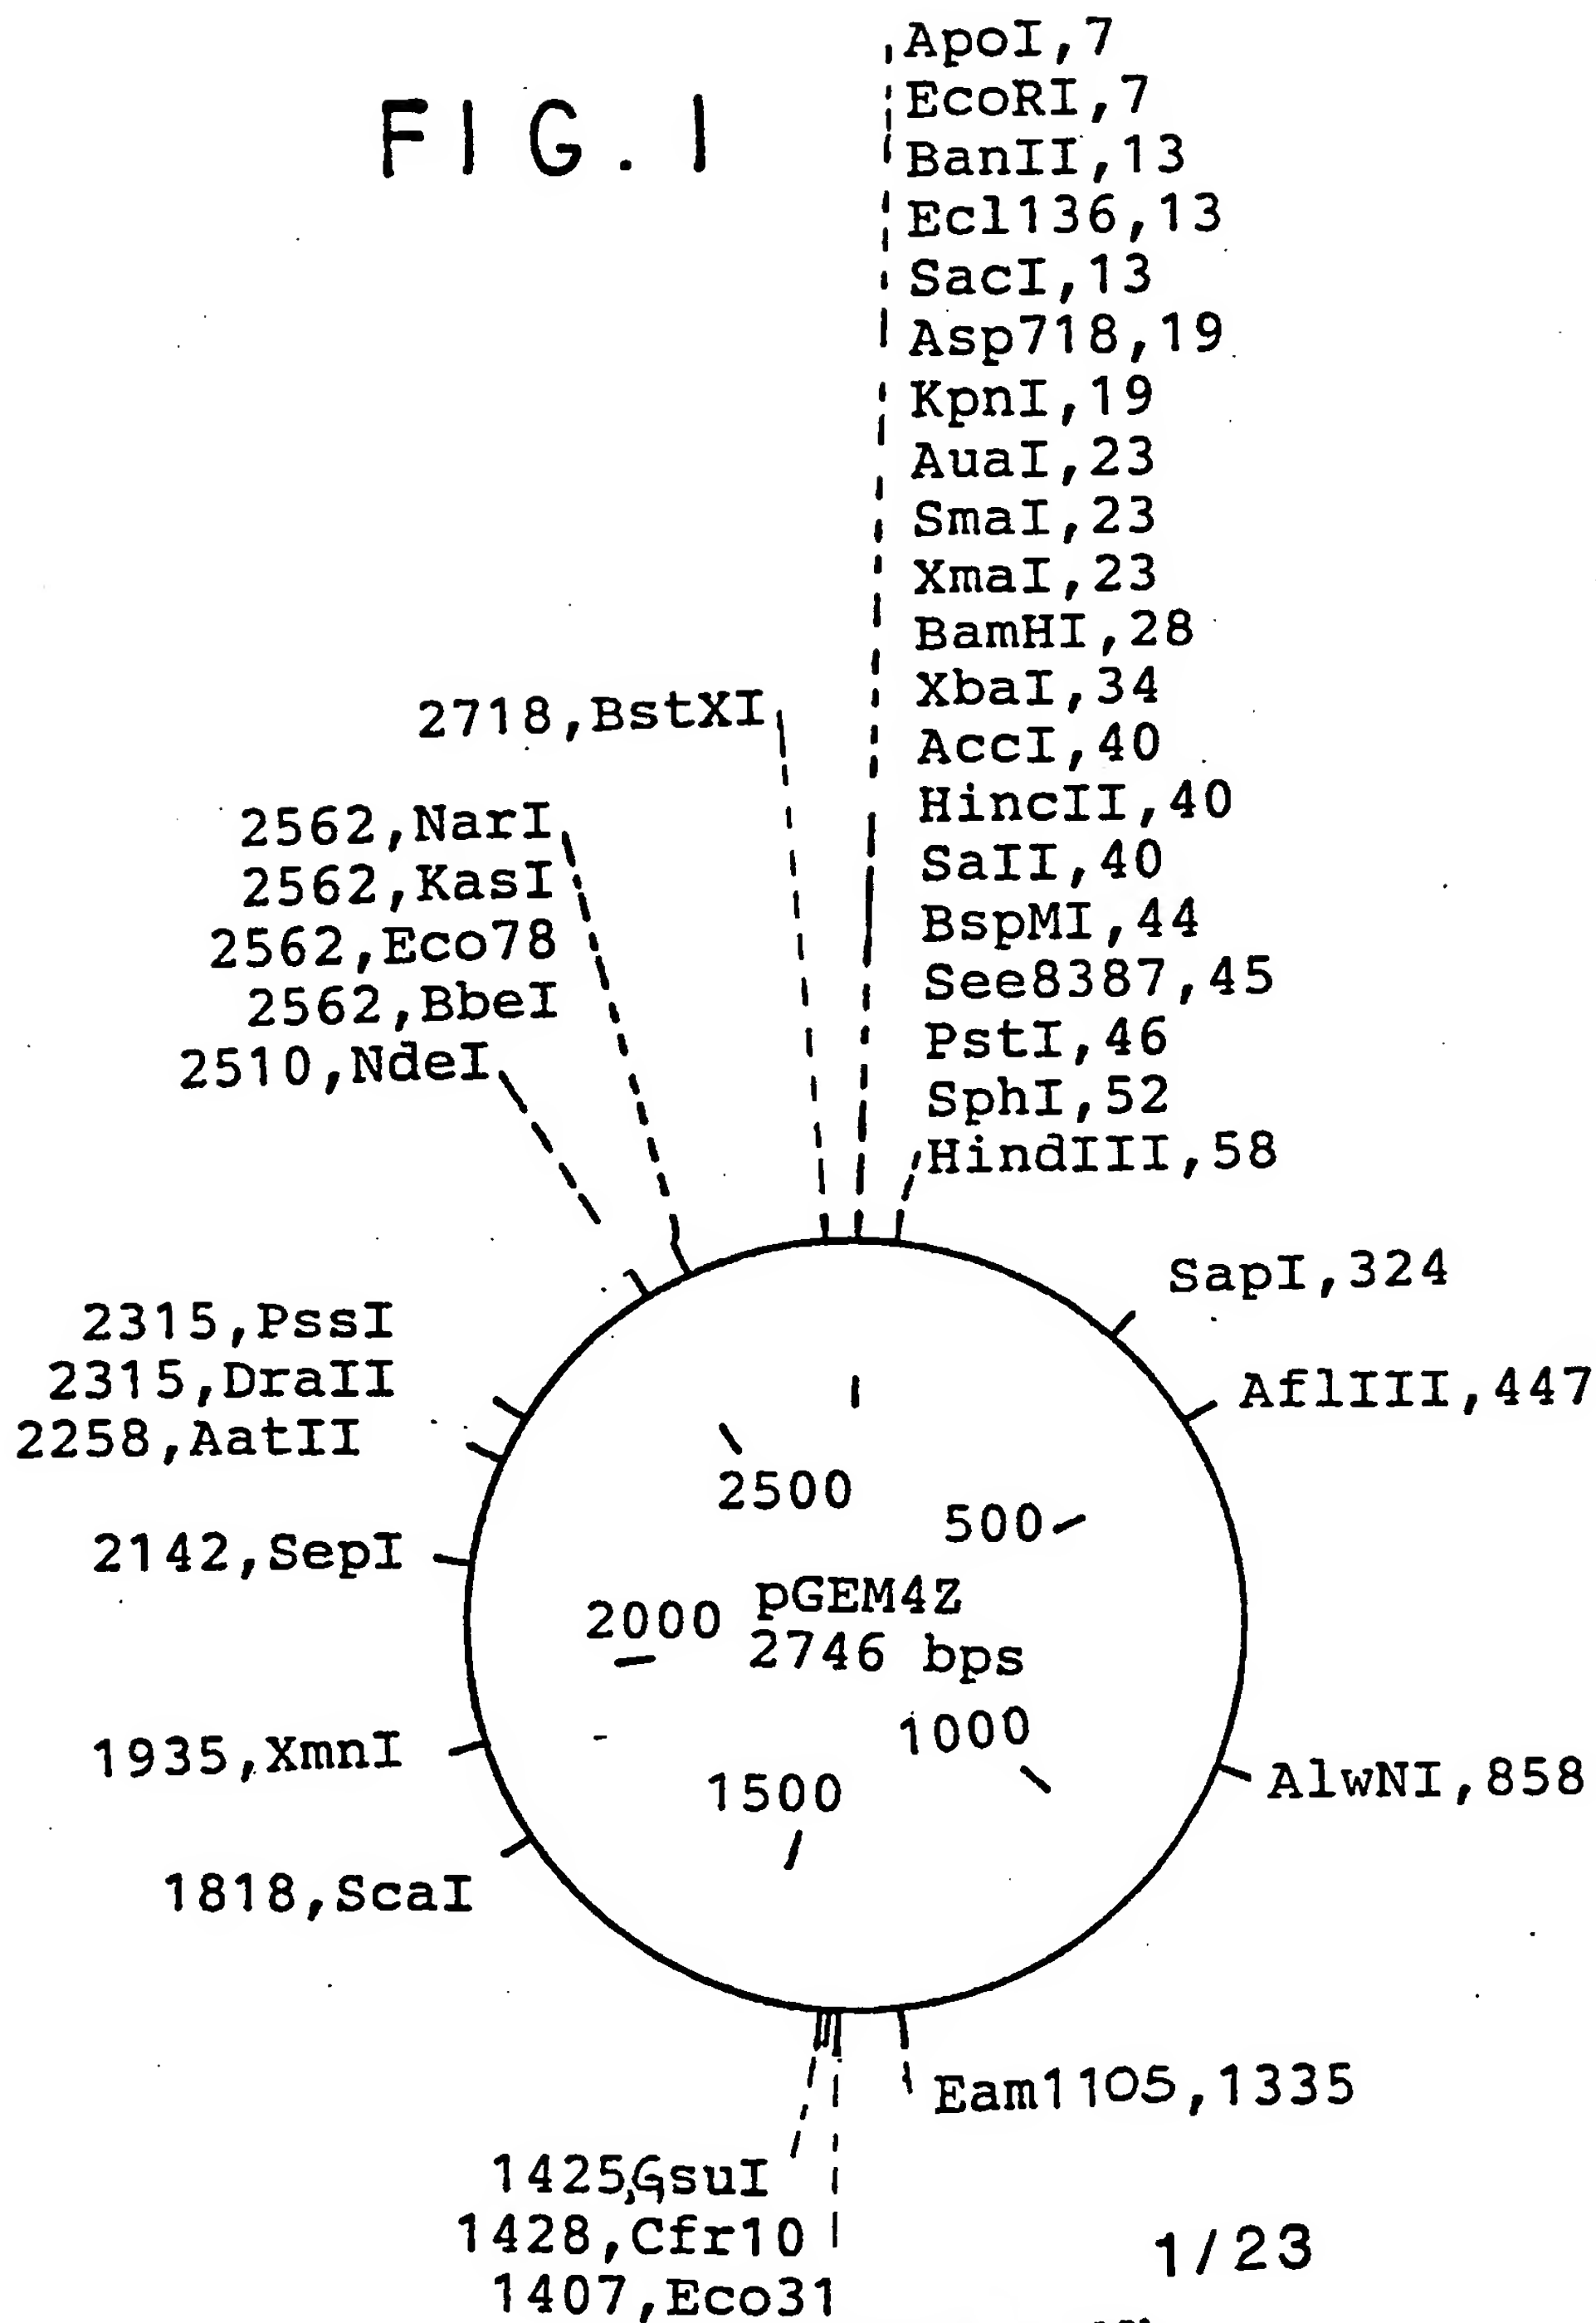 FIG. 1
ApoI,7
EcoRI,7
BanII,13
Ecl136,13
SacI,13
Asp718,19
KpnI,19
AuaI,23
SmaI,23
XmaI,23
BamHI,28
XbaI,34
AccI,40
HincII,40
SaII,40
BspMI,44
See8387,45
PstI,46
SphI,52
HindIII,58
2718,BstXI
2562,NarI
2562,KasI
2562,Eco78
2562,BbeI
2510,NdeI
2315,PssI
2315,DraII
2258,AatII
2142,SepI
1935,XmnI
1818,ScaI
SapI,324
AflIII,447
AlwNI,858
Eam1105,1335
2500
500
2000
pGEM4Z
2746 bps
1000
1500
1425,GsuI
1428,Cfr10
1407,Eco31
1/23